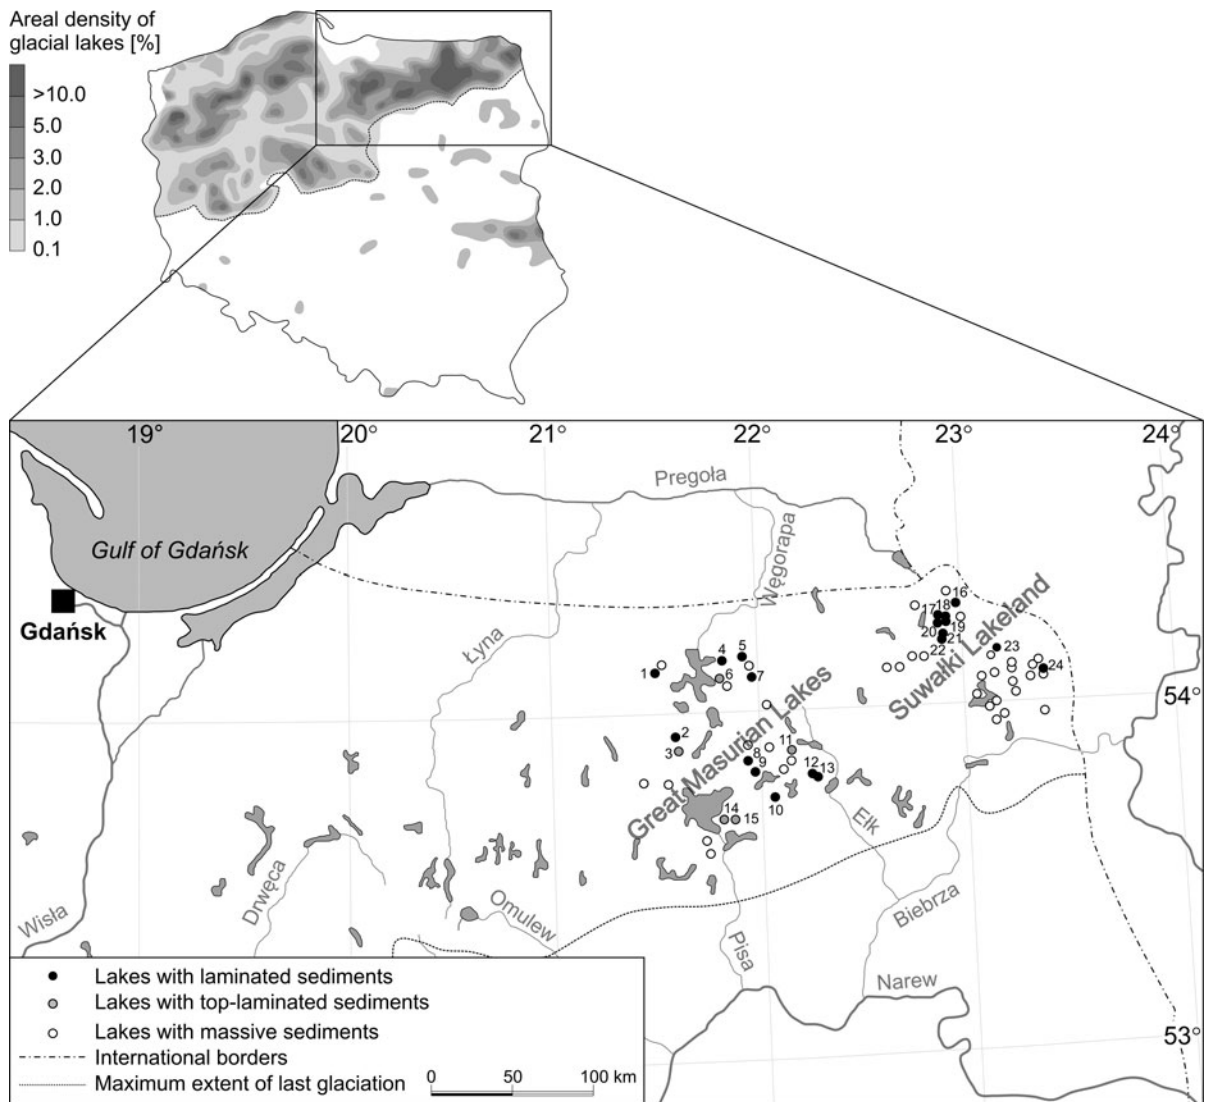 Areal density of
glacial lakes [%]
>10.0
5.0
3.0
2.0
1.0
0.1
19°
20°
21°
22°
23°
24°
Pregoła
Gulf of Gdańsk
Węgorapa
Gdańsk
Łyna
Suwałki Lakeland
16
17
18
19
20
21
22
23
24
54°
1
4
5
6
7
2
3
Great Masurian Lakes
8
9
11
12
13
10
14
15
Ełk
Drwęca
Wisła
Omulew
Pisa
Biebrza
Narew
53°
Lakes with laminated sediments
Lakes with top-laminated sediments
Lakes with massive sediments
International borders
Maximum extent of last glaciation
0 50 100 km